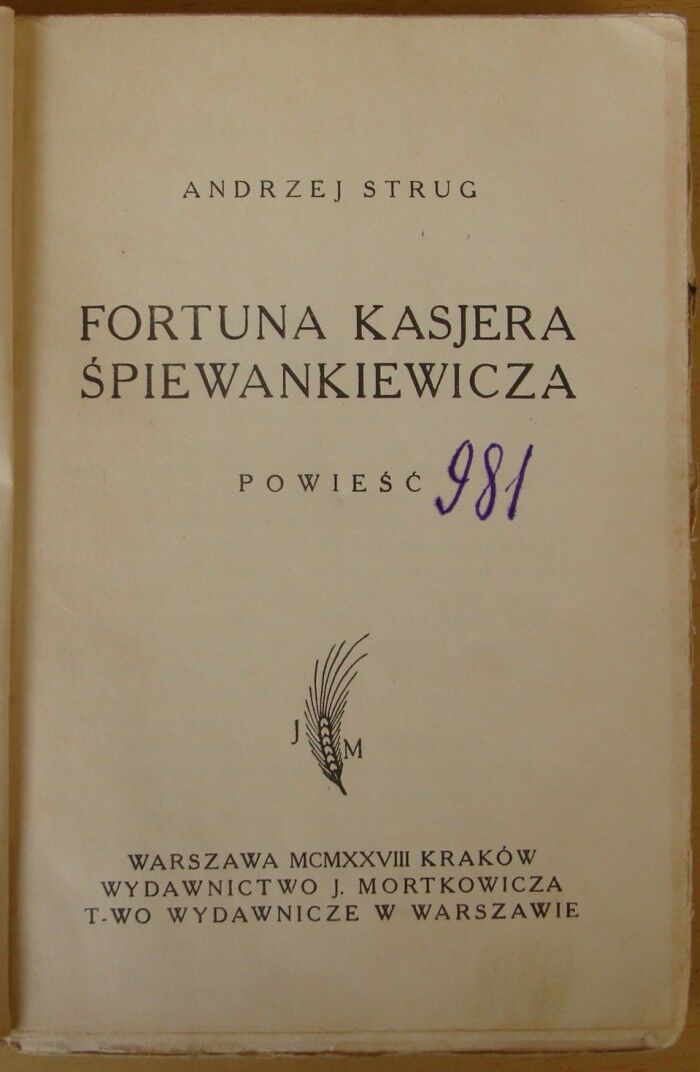 ANDRZEJ STRUG
FORTUNA KASJERA
ŚPIEWANKIEWICZA
POWIEŚĆ
981
J M
WARSZAWA MCMXXVIII KRAKÓW
WYDAWNICTWO J. MORTKOWICZA
T-WO WYDAWNICZE W WARSZAWIE